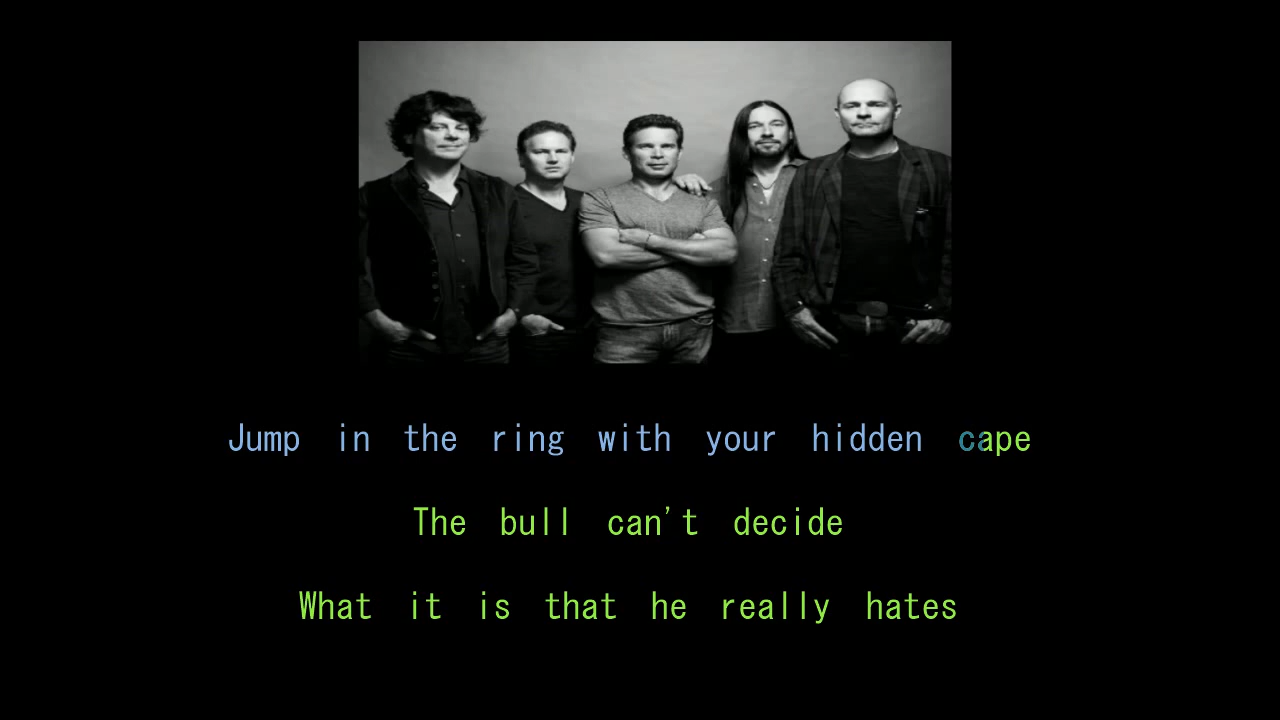 Jump in the ring with your hidden cape
The bull can't decide
What it is that he really hates